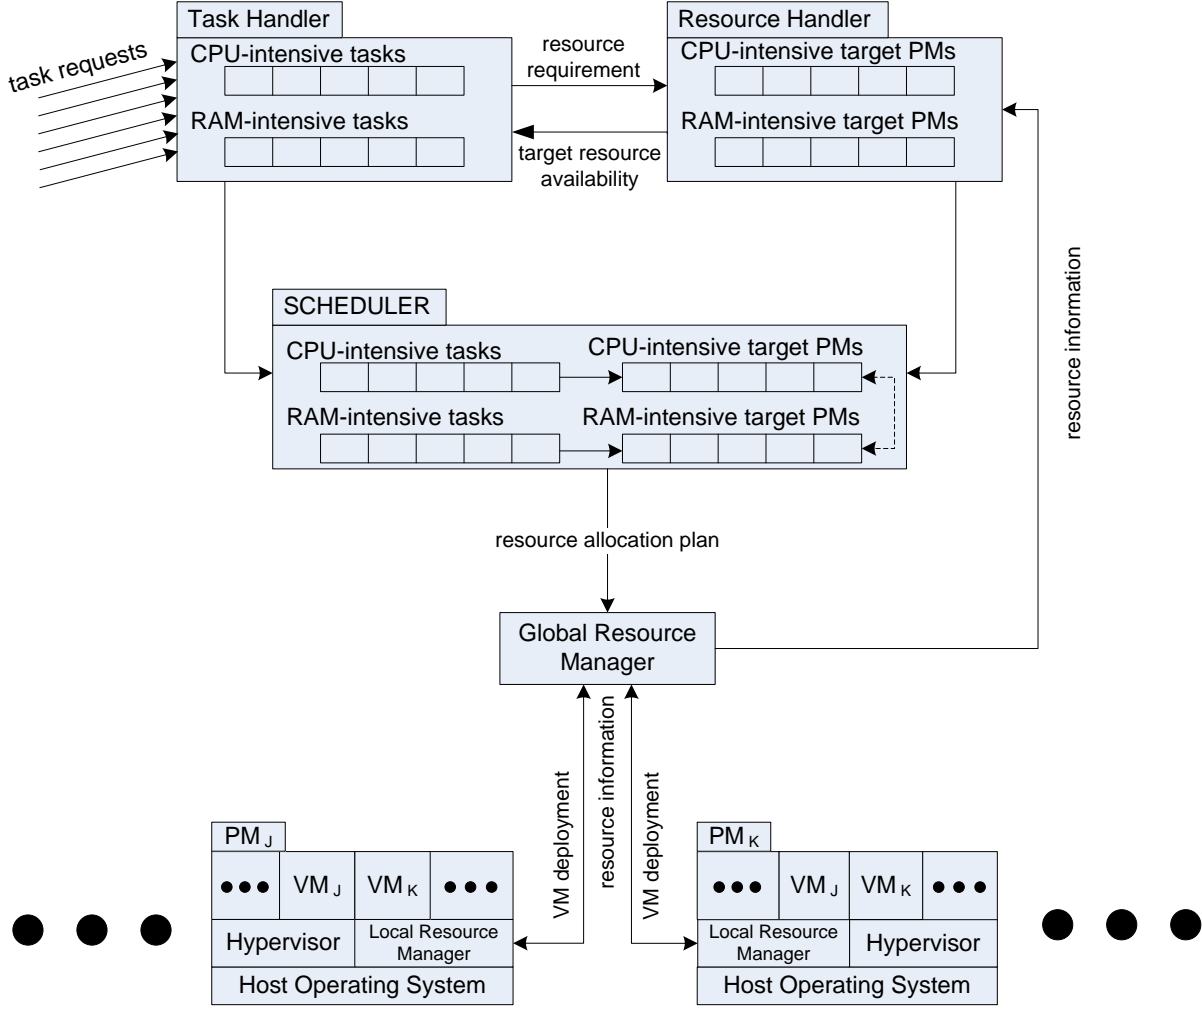 Task Handler
Resource Handler
task requests
CPU-intensive tasks
RAM-intensive tasks
resource
requirement
target resource
availability
CPU-intensive target PMs
RAM-intensive target PMs
resource information
SCHEDULER
CPU-intensive tasks
CPU-intensive target PMs
RAM-intensive tasks
RAM-intensive target PMs
resource allocation plan
Global Resource
Manager
VM deployment
resource information
VM deployment
PM J
VM J
VM K
Hypervisor
Local Resource
Manager
Host Operating System
PM K
VM J
VM K
Local Resource
Manager
Hypervisor
Host Operating System